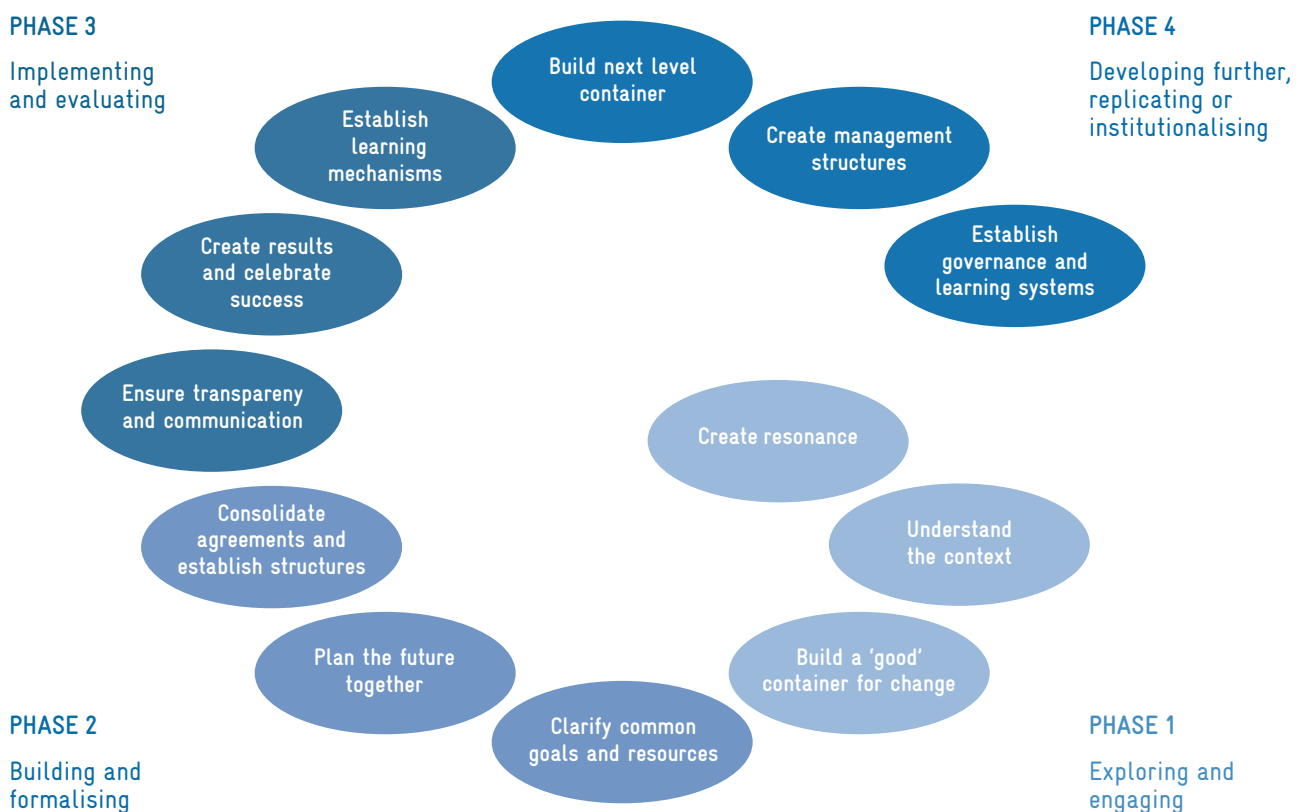 PHASE 3
Implementing
and evaluating
PHASE 4
Developing further,
replicating or
institutionalising
Build next level
container
Establish
learning
mechanisms
Create management
structures
Create results
and celebrate
success
Establish
governance and
learning systems
Ensure transpareny
and communication
Create resonance
Consolidate
agreements and
establish structures
Understand
the context
Plan the future
together
Build a 'good'
container for change
Clarify common
goals and resources
PHASE 2
Building and
formalising
PHASE 1
Exploring and
engaging